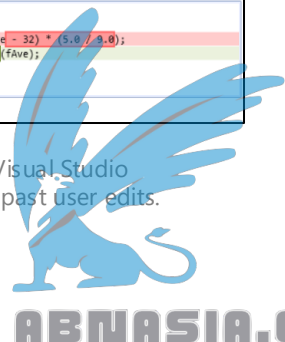 e - 32) * (5.0 / 9.0);
(fAve);
Visual Studio
past user edits.
ABNASIA.